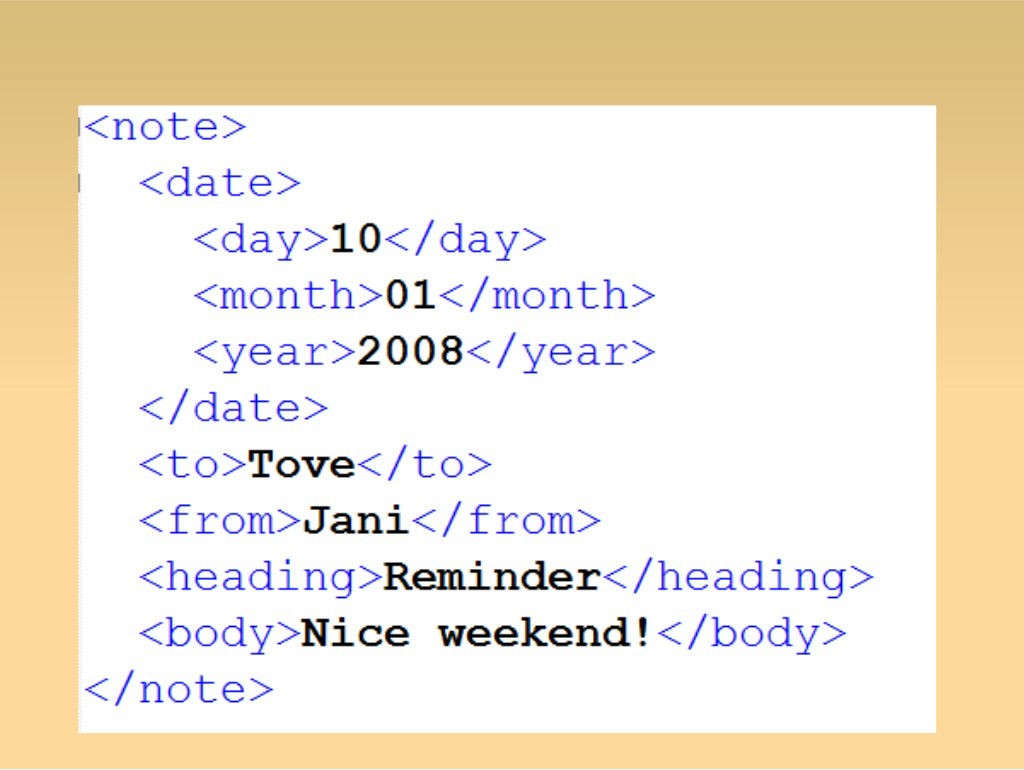 <note>
<date>
<day>10</day>
<month>01</month>
<year>2008</year>
</date>
<to>Tove</to>
<from>Jani</from>
<heading>Reminder</heading>
<body>Nice weekend!</body>
</note>